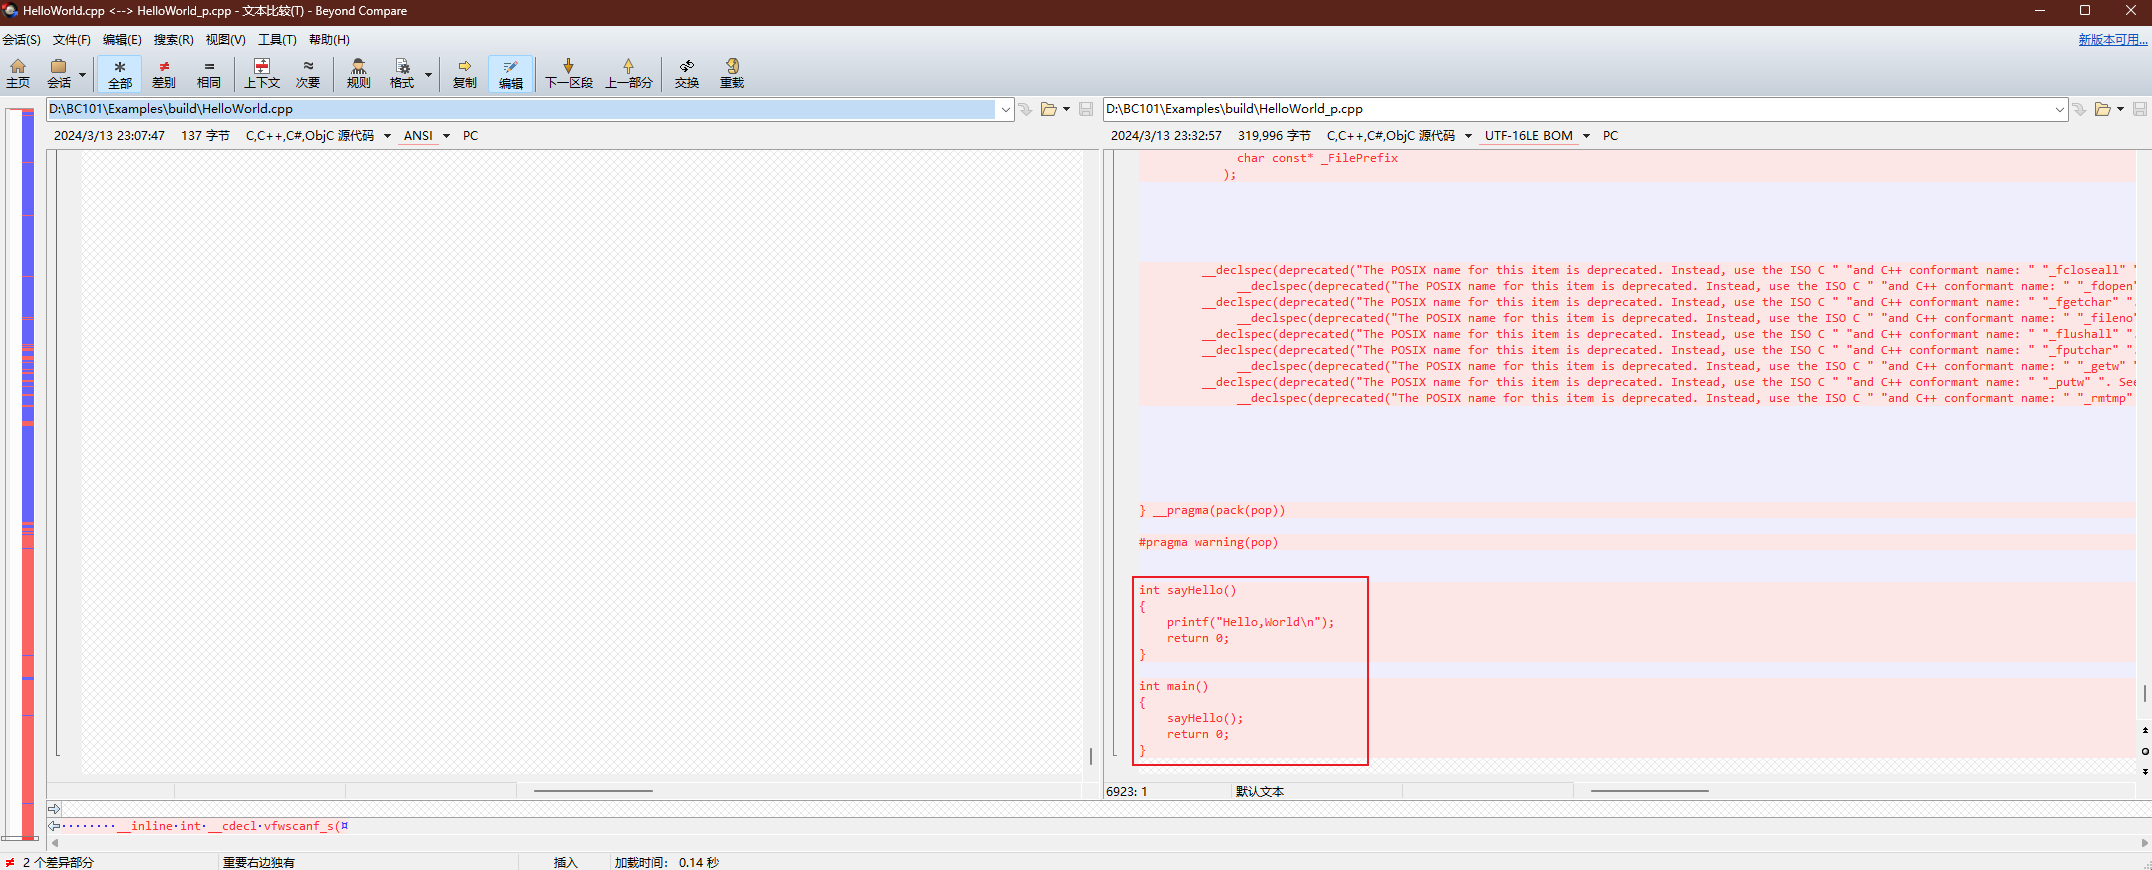 HelloWorld.cpp <--> HelloWorld_p.cpp - 文本比较(T) - Beyond Compare
会话(S) 文件(F) 编辑(E) 搜索(R) 视图(V) 工具(T) 帮助(H) 新版本可用...
主页 会话 全部 差别 相同 上下文 次要 规则 格式 复制 编辑 下一区段 上一部分 交换 重载
D:\BC101\Examples\build\HelloWorld.cpp
D:\BC101\Examples\build\HelloWorld_p.cpp
2024/3/13 23:07:47 137 字节 C,C++,C#,ObjC 源代码 ANSI PC
2024/3/13 23:32:57 319,996 字节 C,C++,C#,ObjC 源代码 UTF-16LE BOM PC
char const* _FilePrefix
);
__declspec(deprecated("The POSIX name for this item is deprecated. Instead, use the ISO C " "and C++ conformant name: " "_fcloseall" "
__declspec(deprecated("The POSIX name for this item is deprecated. Instead, use the ISO C " "and C++ conformant name: " "_fdopen"
__declspec(deprecated("The POSIX name for this item is deprecated. Instead, use the ISO C " "and C++ conformant name: " "_fgetchar" ".
__declspec(deprecated("The POSIX name for this item is deprecated. Instead, use the ISO C " "and C++ conformant name: " "_fileno"
__declspec(deprecated("The POSIX name for this item is deprecated. Instead, use the ISO C " "and C++ conformant name: " "_flushall" ".
__declspec(deprecated("The POSIX name for this item is deprecated. Instead, use the ISO C " "and C++ conformant name: " "_fputchar" ".
__declspec(deprecated("The POSIX name for this item is deprecated. Instead, use the ISO C " "and C++ conformant name: " "_getw" "
__declspec(deprecated("The POSIX name for this item is deprecated. Instead, use the ISO C " "and C++ conformant name: " "_putw" ". See
__declspec(deprecated("The POSIX name for this item is deprecated. Instead, use the ISO C " "and C++ conformant name: " "_rmtmp"
} __pragma(pack(pop))
#pragma warning(pop)
int sayHello()
{
printf("Hello,World\n");
return 0;
}
int main()
{
sayHello();
return 0;
}
6923: 1 默认文本
__inline·int·__cdecl·vfwscanf_s(¤
≠ 2 个差异部分 重要右边独有 插入 加载时间: 0.14 秒